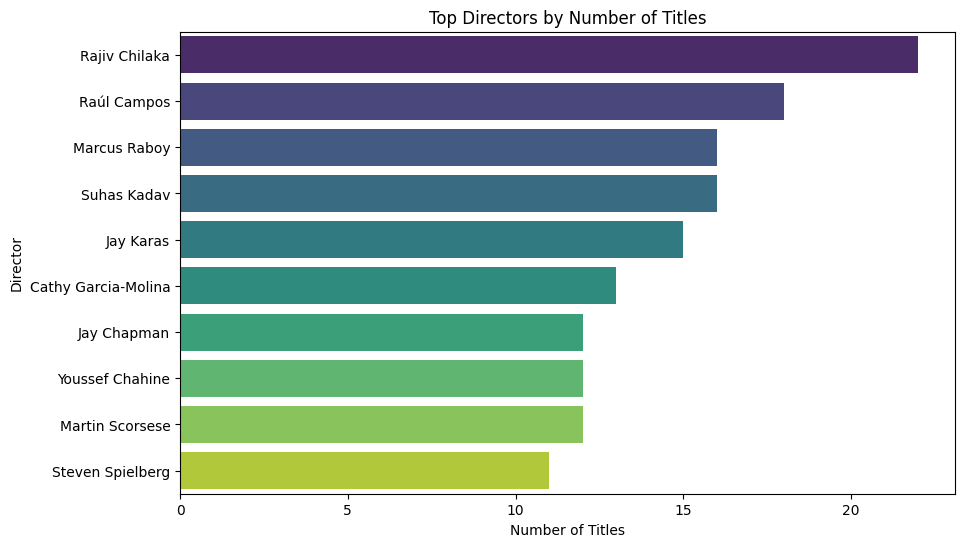 Top Directors by Number of Titles
Director
Rajiv Chilaka
Raúl Campos
Marcus Raboy
Suhas Kadav
Jay Karas
Cathy Garcia-Molina
Jay Chapman
Youssef Chahine
Martin Scorsese
Steven Spielberg
0 5 10 15 20
Number of Titles